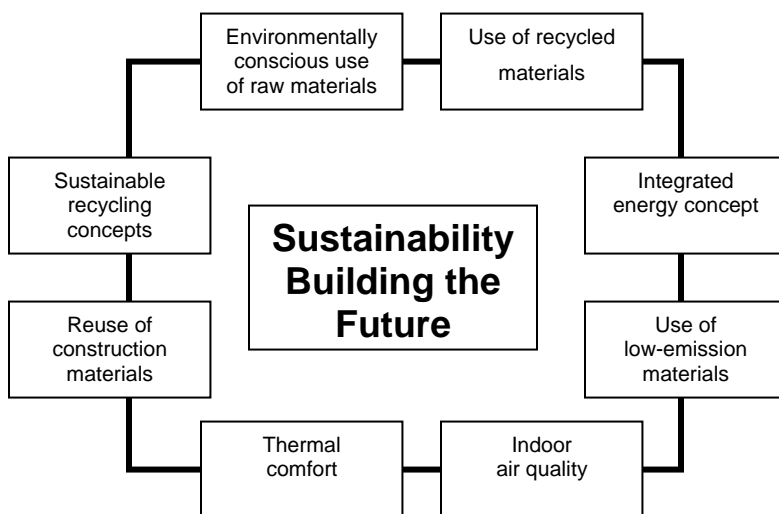 Environmentally
conscious use
of raw materials
Use of recycled
materials
Sustainable
recycling
concepts
Integrated
energy concept
Sustainability
Building the
Future
Reuse of
construction
materials
Use of
low-emission
materials
Thermal
comfort
Indoor
air quality